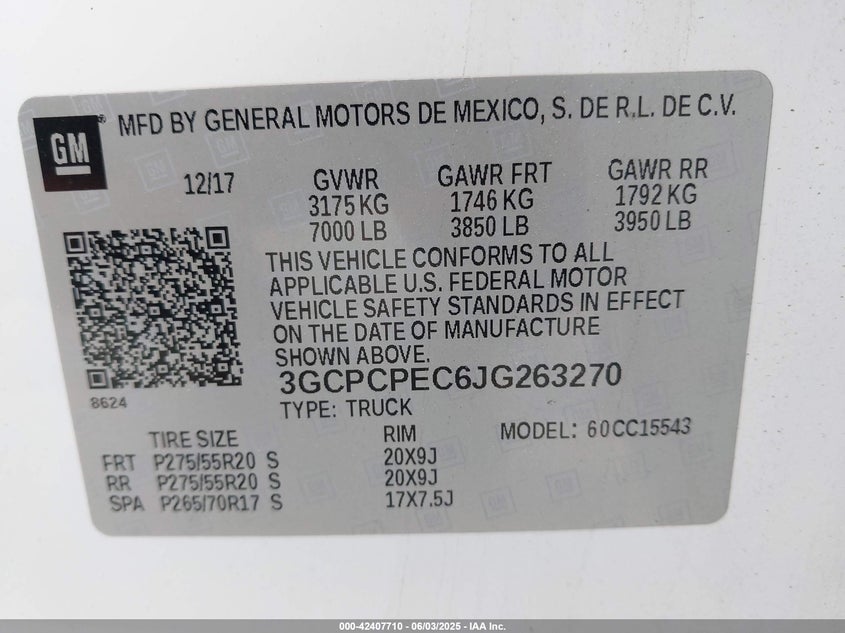 GM® MFD BY GENERAL MOTORS DE MEXICO, S. DE R.L. DE C.V.
12/17 GVWR GAWR FRT GAWR RR
3175 KG 1746 KG 1792 KG
7000 LB 3850 LB 3950 LB
THIS VEHICLE CONFORMS TO ALL
APPLICABLE U.S. FEDERAL MOTOR
VEHICLE SAFETY STANDARDS IN EFFECT
ON THE DATE OF MANUFACTURE
SHOWN ABOVE.
3GCPCPEC6JG263270
8624
TYPE: TRUCK
TIRE SIZE RIM MODEL: 60CC15543
FRT P275/55R20 S 20X9J
RR P275/55R20 S 20X9J
SPA P265/70R17 S 17X7.5J
000-42407710 - 06/03/2025 - IAA Inc.